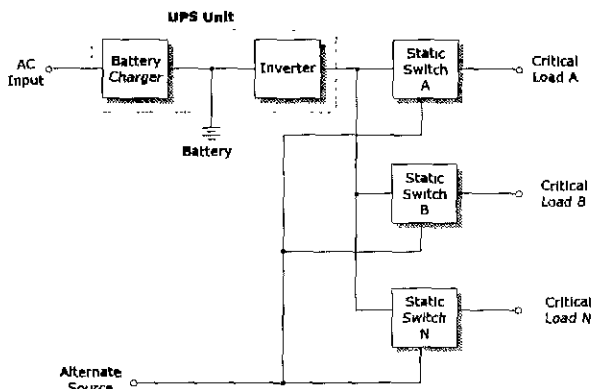 UPS Unit
AC
Input
Battery
Charger
Inverter
Static
Switch
A
Critical
Load A
Battery
Static
Switch
B
Critical
Load B
Static
Switch
N
Critical
Load N
Alternate
Source